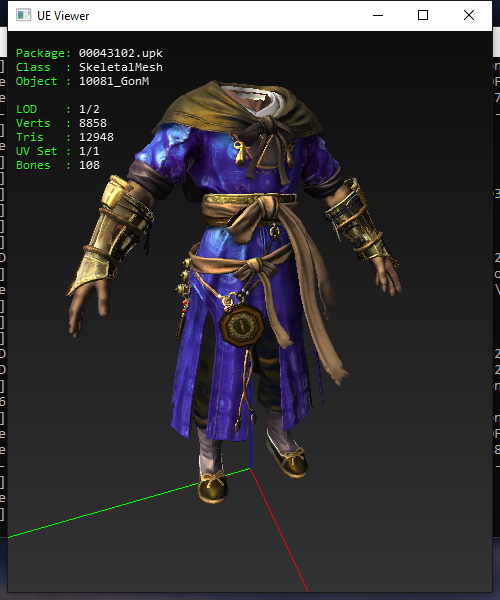 UE Viewer
Package: 00043102.upk
Class  : SkeletalMesh
Object : 10081_GonM
LOD    : 1/2
Verts  : 8858
Tris   : 12948
UV Set : 1/1
Bones  : 108